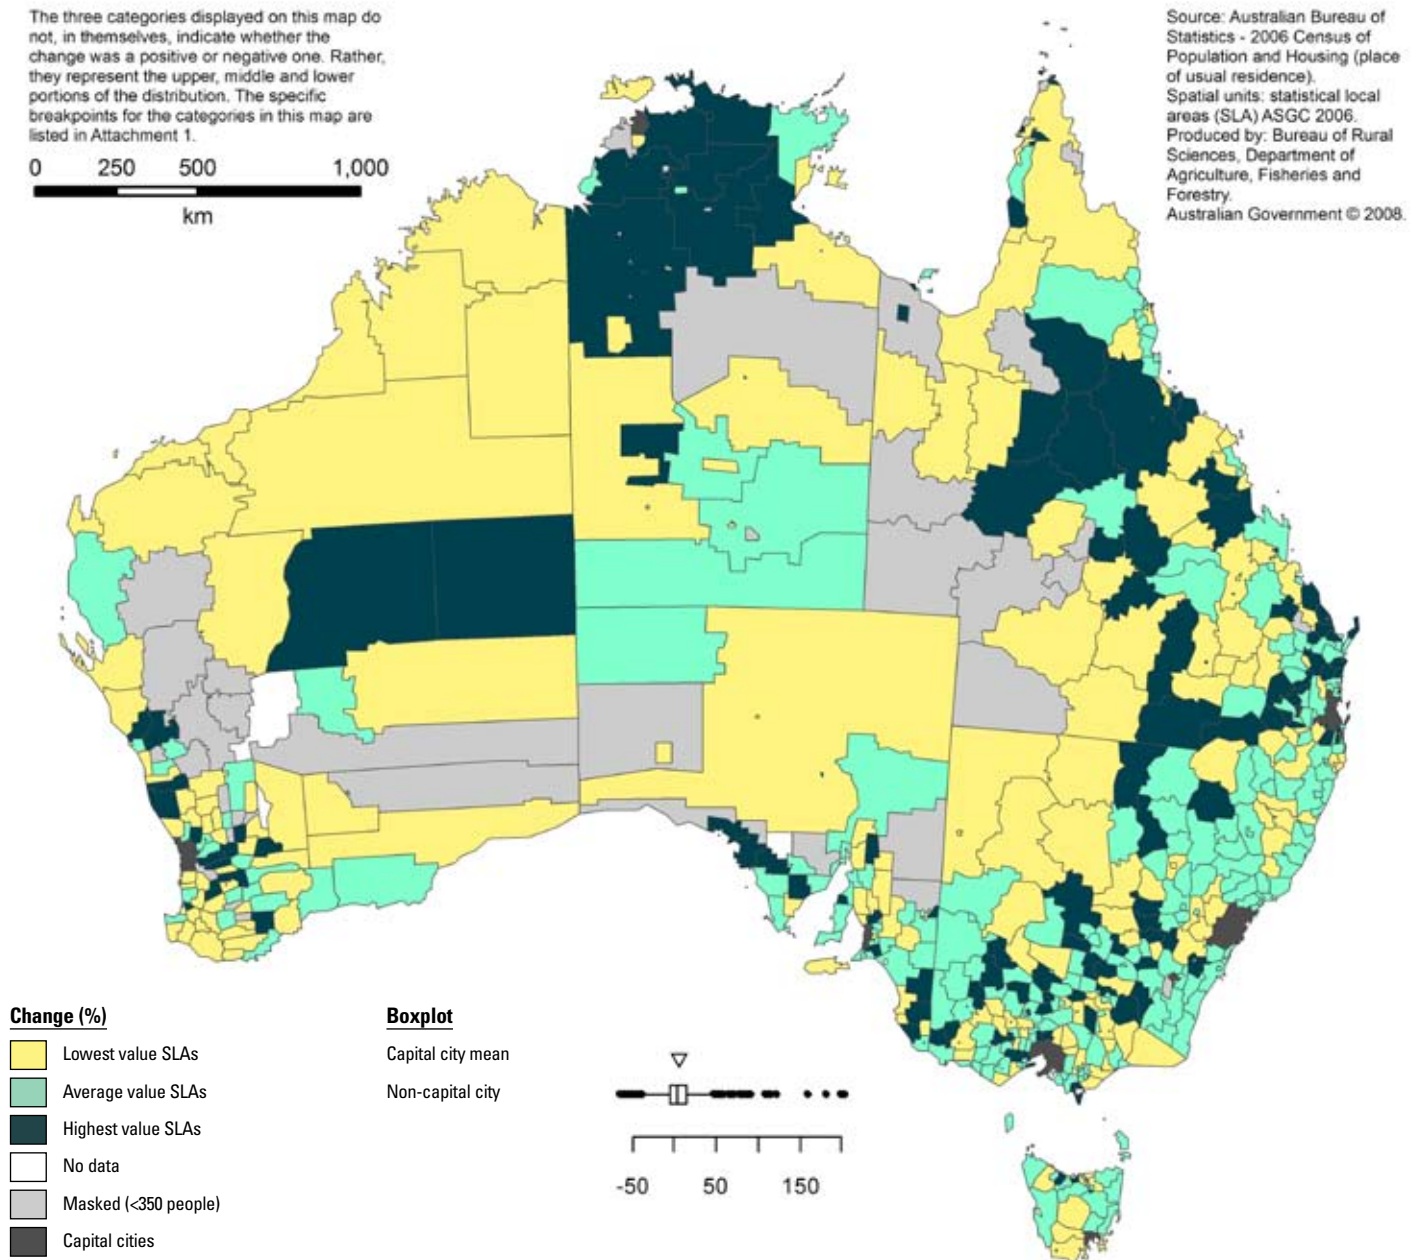 The three categories displayed on this map do
not, in themselves, indicate whether the
change was a positive or negative one. Rather,
they represent the upper, middle and lower
portions of the distribution. The specific
breakpoints for the categories in this map are
listed in Attachment 1.
0 250 500 1,000
km
Source: Australian Bureau of
Statistics - 2006 Census of
Population and Housing (place
of usual residence).
Spatial units: statistical local
areas (SLA) ASGC 2006.
Produced by: Bureau of Rural
Sciences, Department of
Agriculture, Fisheries and
Forestry.
Australian Government © 2008.
Change (%)
Lowest value SLAs
Average value SLAs
Highest value SLAs
No data
Masked (<350 people)
Capital cities
Boxplot
Capital city mean
Non-capital city
-50 50 150